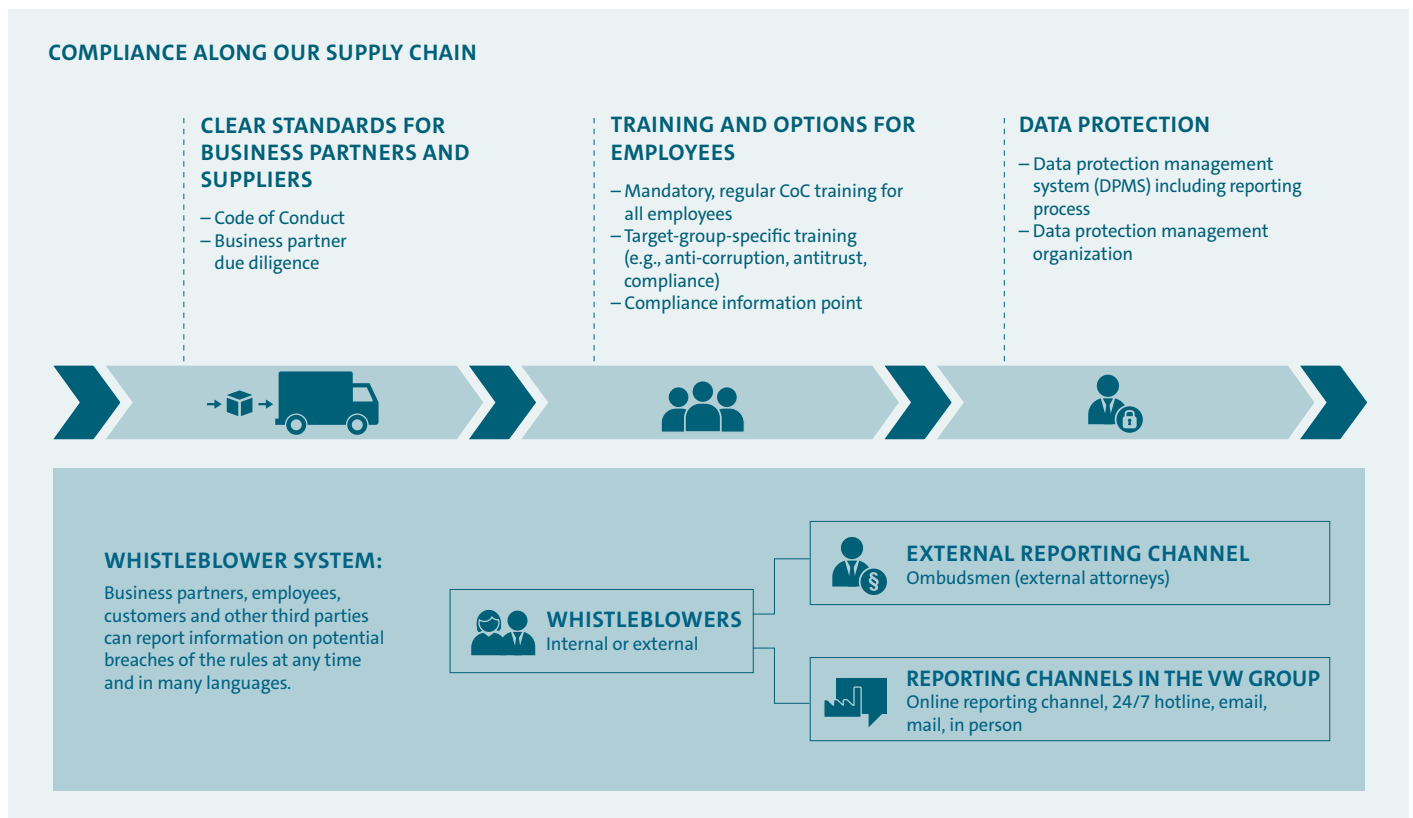 COMPLIANCE ALONG OUR SUPPLY CHAIN
CLEAR STANDARDS FOR
BUSINESS PARTNERS AND
SUPPLIERS
– Code of Conduct
– Business partner
due diligence
TRAINING AND OPTIONS FOR
EMPLOYEES
– Mandatory, regular CoC training for
all employees
– Target-group-specific training
(e.g., anti-corruption, antitrust,
compliance)
– Compliance information point
DATA PROTECTION
– Data protection management
system (DPMS) including reporting
process
– Data protection management
organization
WHISTLEBLOWER SYSTEM:
Business partners, employees,
customers and other third parties
can report information on potential
breaches of the rules at any time
and in many languages.
WHISTLEBLOWERS
Internal or external
§
EXTERNAL REPORTING CHANNEL
Ombudsmen (external attorneys)
REPORTING CHANNELS IN THE VW GROUP
Online reporting channel, 24/7 hotline, email,
mail, in person